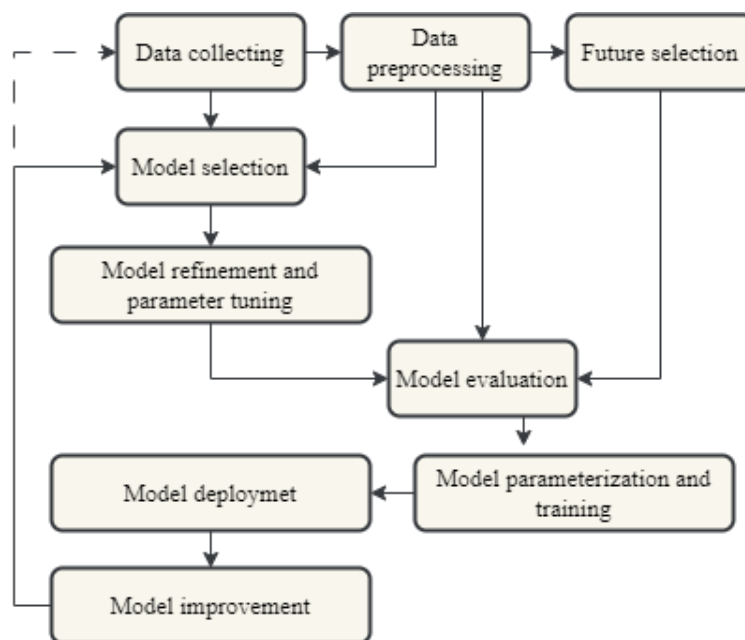 Data collecting
Data
preprocessing
Future selection
Model selection
Model refinement and
parameter tuning
Model evaluation
Model parameterization and
training
Model deploymet
Model improvement